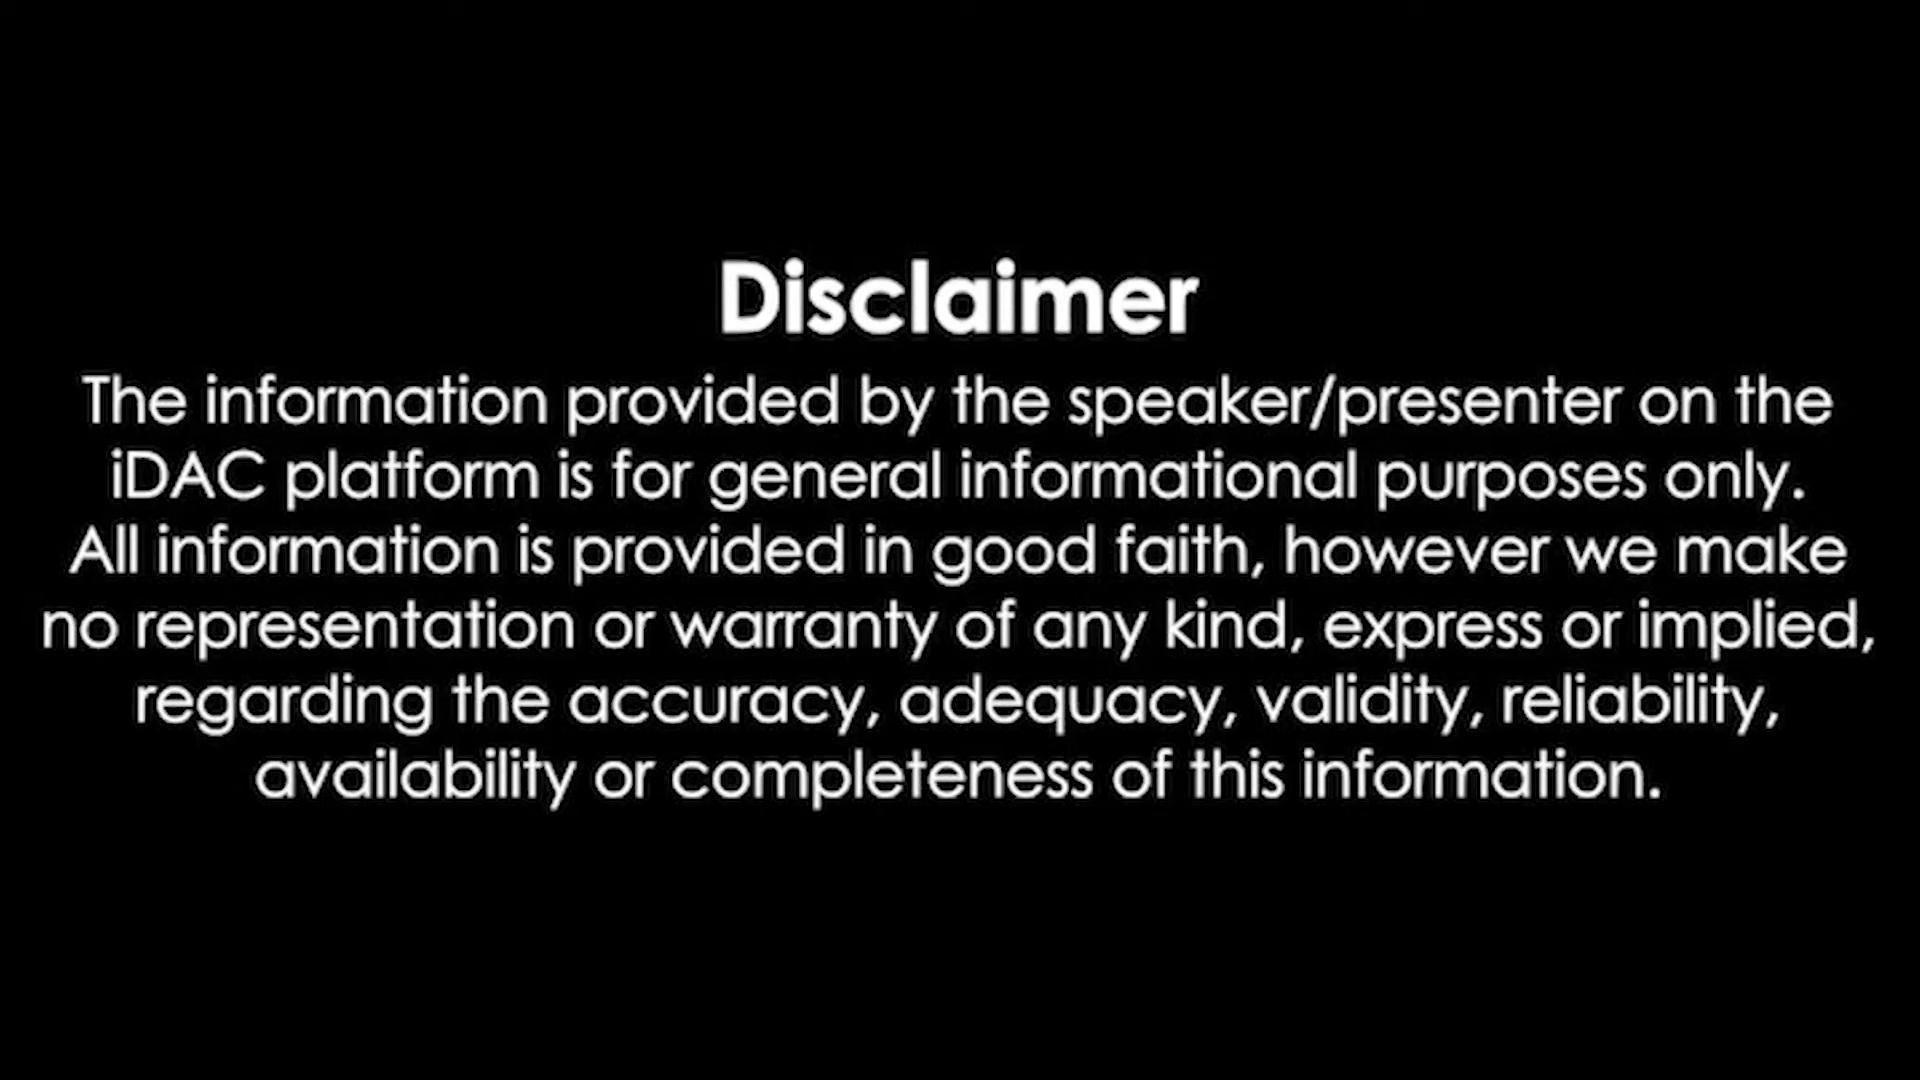 Disclaimer
The information provided by the speaker/presenter on the
iDAC platform is for general informational purposes only.
All information is provided in good faith, however we make
no representation or warranty of any kind, express or implied,
regarding the accuracy, adequacy, validity, reliability,
availability or completeness of this information.